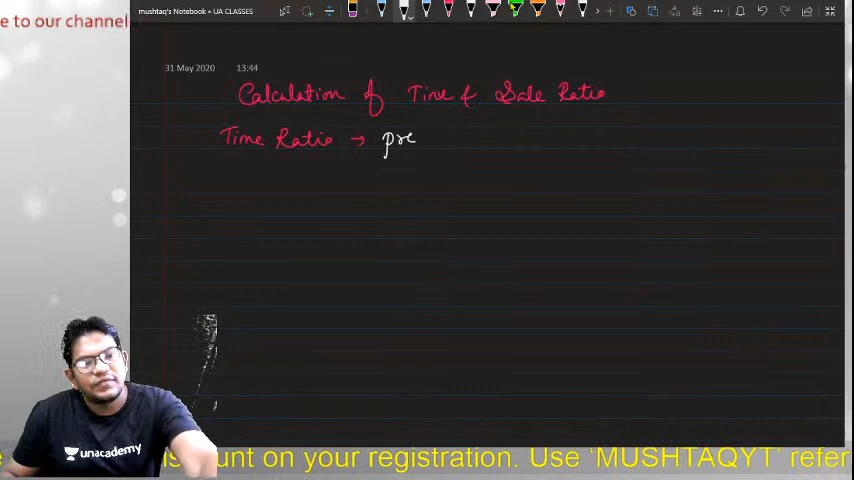 e to our channel
mushtaq's Notebook » UA CLASSES
31 May 2020 13:44
Calculation of Time & Sale Ratio
Time Ratio → pre
unacademy
count on your registration. Use 'MUSHTAQYT' refer